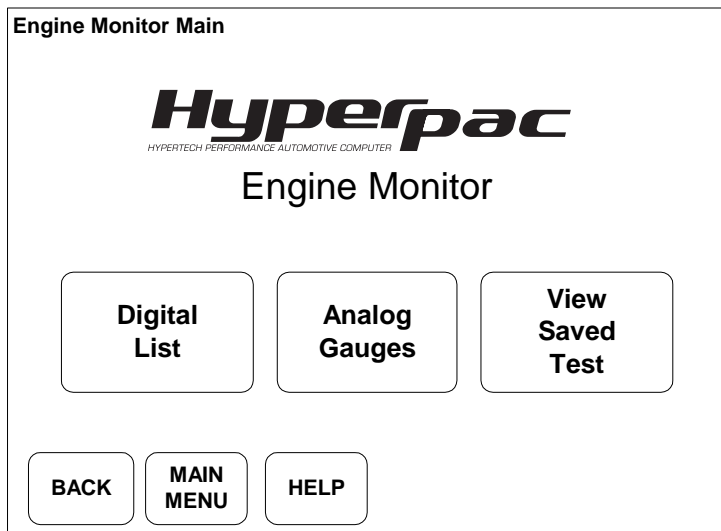 Engine Monitor Main
Hyperpac
HYPERTECH PERFORMANCE AUTOMOTIVE COMPUTER
Engine Monitor
Digital
List
Analog
Gauges
View
Saved
Test
BACK
MAIN
MENU
HELP